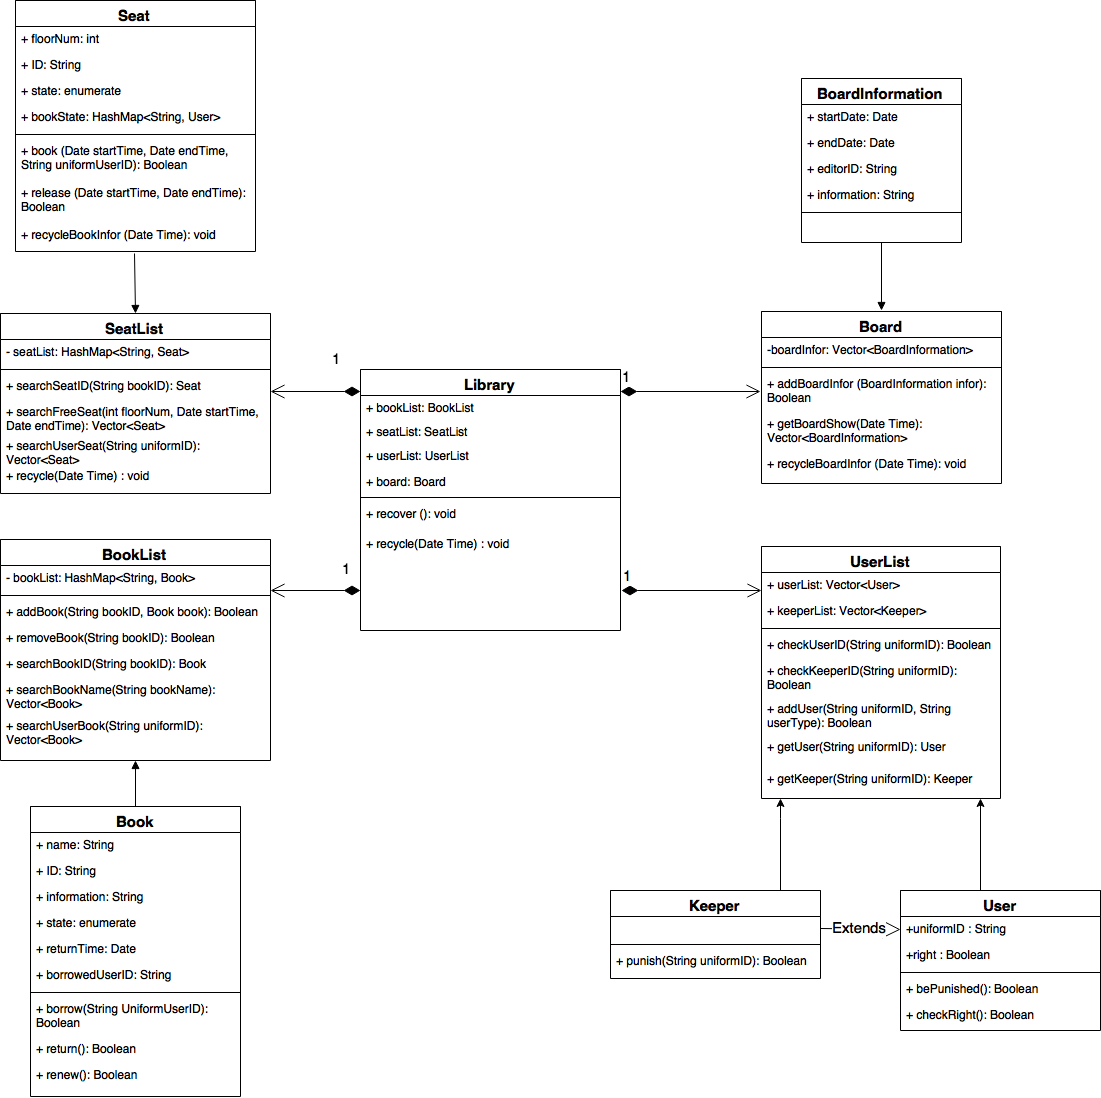 Seat
+ floorNum: int
+ ID: String
+ state: enumerate
+ bookState: HashMap<String, User>
+ book (Date startTime, Date endTime,
String uniformUserID): Boolean
+ release (Date startTime, Date endTime):
Boolean
+ recycleBookInfor (Date Time): void
BoardInformation
+ startDate: Date
+ endDate: Date
+ editorID: String
+ information: String
SeatList
- seatList: HashMap<String, Seat>
+ searchSeatID(String bookID): Seat
+ searchFreeSeat(int floorNum, Date startTime,
Date endTime): Vector<Seat>
+ searchUserSeat(String uniformID):
Vector<Seat>
+ recycle(Date Time) : void
1
Library
+ bookList: BookList
+ seatList: SeatList
+ userList: UserList
+ board: Board
+ recover (): void
+ recycle(Date Time) : void
1
Board
-boardInfor: Vector<BoardInformation>
+ addBoardInfor (BoardInformation infor):
Boolean
+ getBoardShow(Date Time):
Vector<BoardInformation>
+ recycleBoardInfor (Date Time): void
BookList
- bookList: HashMap<String, Book>
+ addBook(String bookID, Book book): Boolean
+ removeBook(String bookID): Boolean
+ searchBookID(String bookID): Book
+ searchBookName(String bookName):
Vector<Book>
+ searchUserBook(String uniformID):
Vector<Book>
1
1
UserList
+ userList: Vector<User>
+ keeperList: Vector<Keeper>
+ checkUserID(String uniformID): Boolean
+ checkKeeperID(String uniformID):
Boolean
+ addUser(String uniformID, String
userType): Boolean
+ getUser(String uniformID): User
+ getKeeper(String uniformID): Keeper
Book
+ name: String
+ ID: String
+ information: String
+ state: enumerate
+ returnTime: Date
+ borrowedUserID: String
+ borrow(String UniformUserID):
Boolean
+ return(): Boolean
+ renew(): Boolean
Keeper
+ punish(String uniformID): Boolean
Extends
User
+uniformID : String
+right : Boolean
+ bePunished(): Boolean
+ checkRight(): Boolean